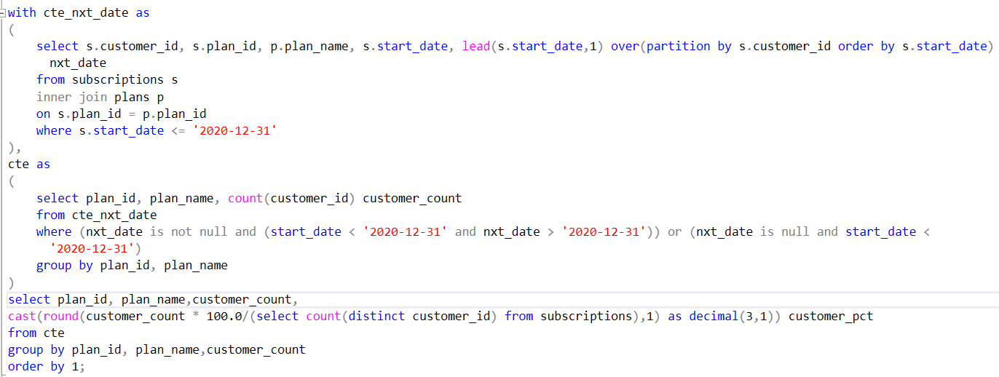 with cte_nxt_date as
(
select s.customer_id, s.plan_id, p.plan_name, s.start_date, lead(s.start_date,1) over(partition by s.customer_id order by s.start_date)
nxt_date
from subscriptions s
inner join plans p
on s.plan_id = p.plan_id
where s.start_date <= '2020-12-31'
),
cte as
(
select plan_id, plan_name, count(customer_id) customer_count
from cte_nxt_date
where (nxt_date is not null and (start_date < '2020-12-31' and nxt_date > '2020-12-31')) or (nxt_date is null and start_date <
'2020-12-31')
group by plan_id, plan_name
)
select plan_id, plan_name,customer_count,
cast(round(customer_count * 100.0/(select count(distinct customer_id) from subscriptions),1) as decimal(3,1)) customer_pct
from cte
group by plan_id, plan_name,customer_count
order by 1;